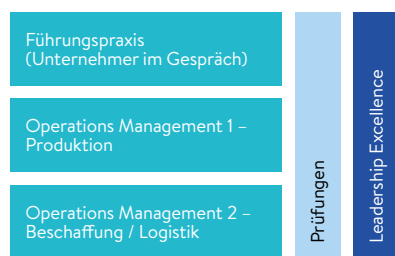 Führungspraxis
(Unternehmer im Gespräch)
Operations Management 1 –
Produktion
Operations Management 2 –
Beschaffung / Logistik
Prüfungen
Leadership Excellence